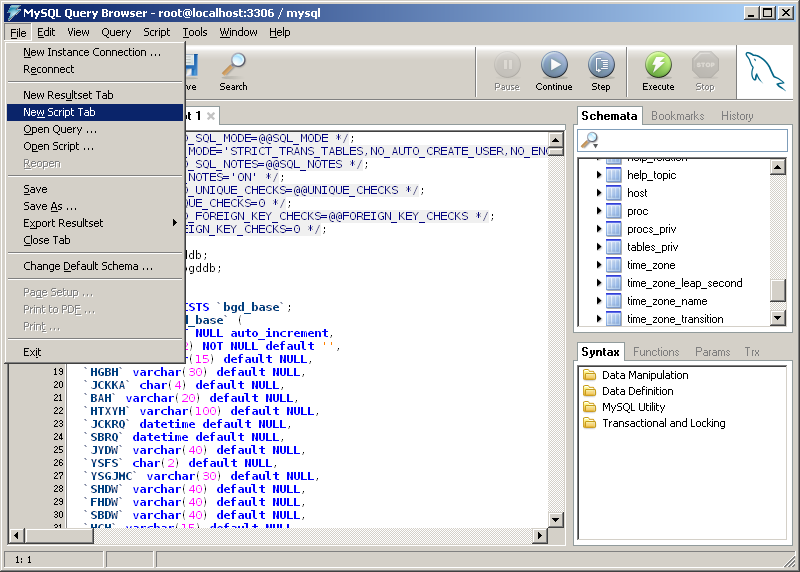 MySQL Query Browser - root@localhost:3306 / mysql
File Edit View Query Script Tools Window Help
New Instance Connection ...
Reconnect
New Resultset Tab
New Script Tab
Open Query ...
Open Script ...
Reopen
Save
Save As ...
Export Resultset
Close Tab
Change Default Schema ...
Page Setup ...
Print to PDF ...
Print ...
Exit
Search
Pause
Continue
Step
Execute
Stop
1
SQL_MODE=@@SQL_MODE */;
MODE='STRICT_TRANS_TABLES,NO_AUTO_CREATE_USER,NO_ENG
SQL_NOTES=@@SQL_NOTES */;
NOTES='ON' */;
UNIQUE_CHECKS=@@UNIQUE_CHECKS */;
QUE_CHECKS=0 */;
FOREIGN_KEY_CHECKS=@@FOREIGN_KEY_CHECKS */;
EIGN_KEY_CHECKS=0 */;
ddb;
gddb;
STS `bgd_base`;
d_base` (
NULL auto_increment,
2) NOT NULL default '',
(15) default NULL,
19 `HGBH` varchar(30) default NULL,
20 `JCKKA` char(4) default NULL,
21 `BAH` varchar(20) default NULL,
22 `HTXYH` varchar(100) default NULL,
23 `JCKRQ` datetime default NULL,
24 `SBRQ` datetime default NULL,
25 `JYDW` varchar(40) default NULL,
26 `YSFS` char(2) default NULL,
27 `YSGJMC` varchar(30) default NULL,
28 `SHDW` varchar(40) default NULL,
29 `FHDW` varchar(40) default NULL,
30 `SBDW` varchar(40) default NULL,
31 `HGH` varchar(15) default NULL,
Schemata Bookmarks History
help_relation
help_topic
host
proc
procs_priv
tables_priv
time_zone
time_zone_leap_second
time_zone_name
time_zone_transition
Syntax Functions Params Trx
Data Manipulation
Data Definition
MySQL Utility
Transactional and Locking
1: 1